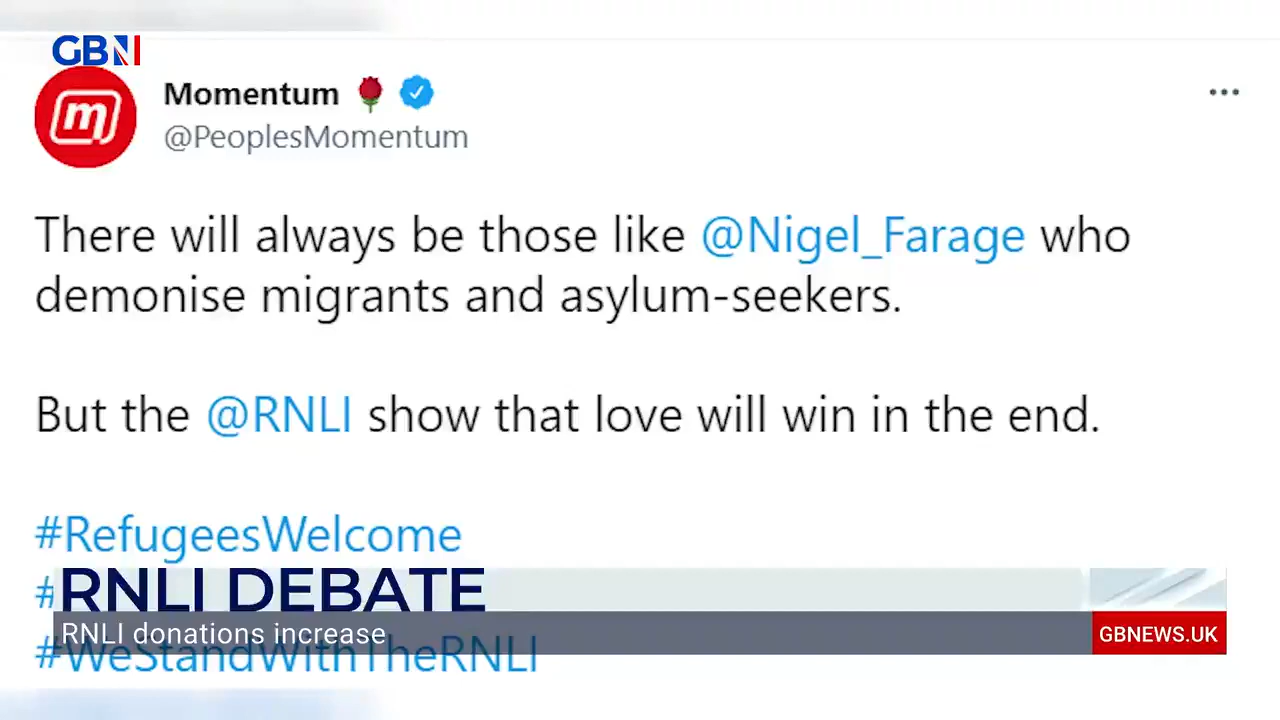 GBN
Momentum
@PeoplesMomentum
There will always be those like @Nigel_Farage who
demonise migrants and asylum-seekers.
But the @RNLI show that love will win in the end.
#RefugeesWelcome
#
RNLI DEBATE
RNLI donations increase
GBNEWS.UK
#WeStandWithTheRNLI